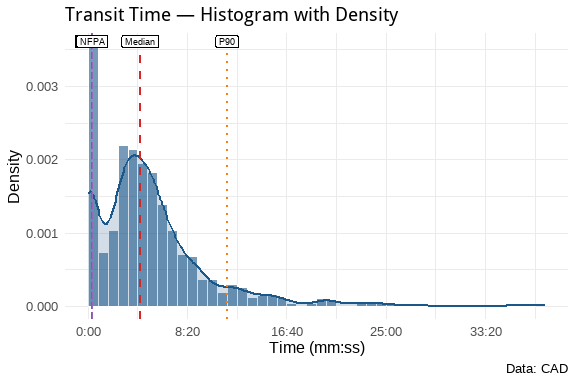 Transit Time — Histogram with Density
NFPA
Median
P90
Density
0.003
0.002
0.001
0.000
0:00
8:20
16:40
25:00
33:20
Time (mm:ss)
Data: CAD